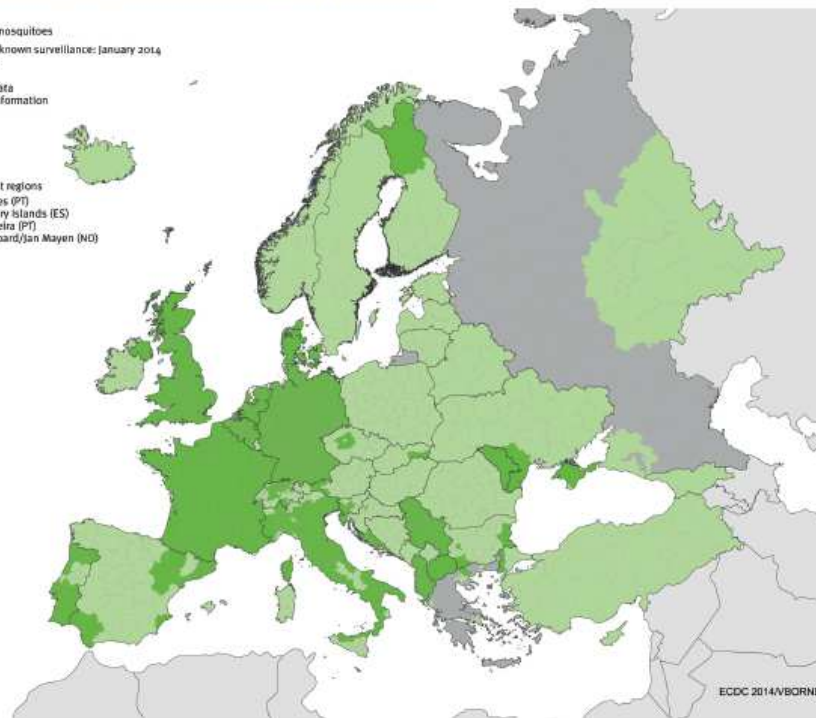 mosquitoes
known surveillance: January 2014
ata
formation
t regions
es (PT)
ry Islands (ES)
eira (PT)
bard/Jan Mayen (NO)
ECDC 2014/VBORNE